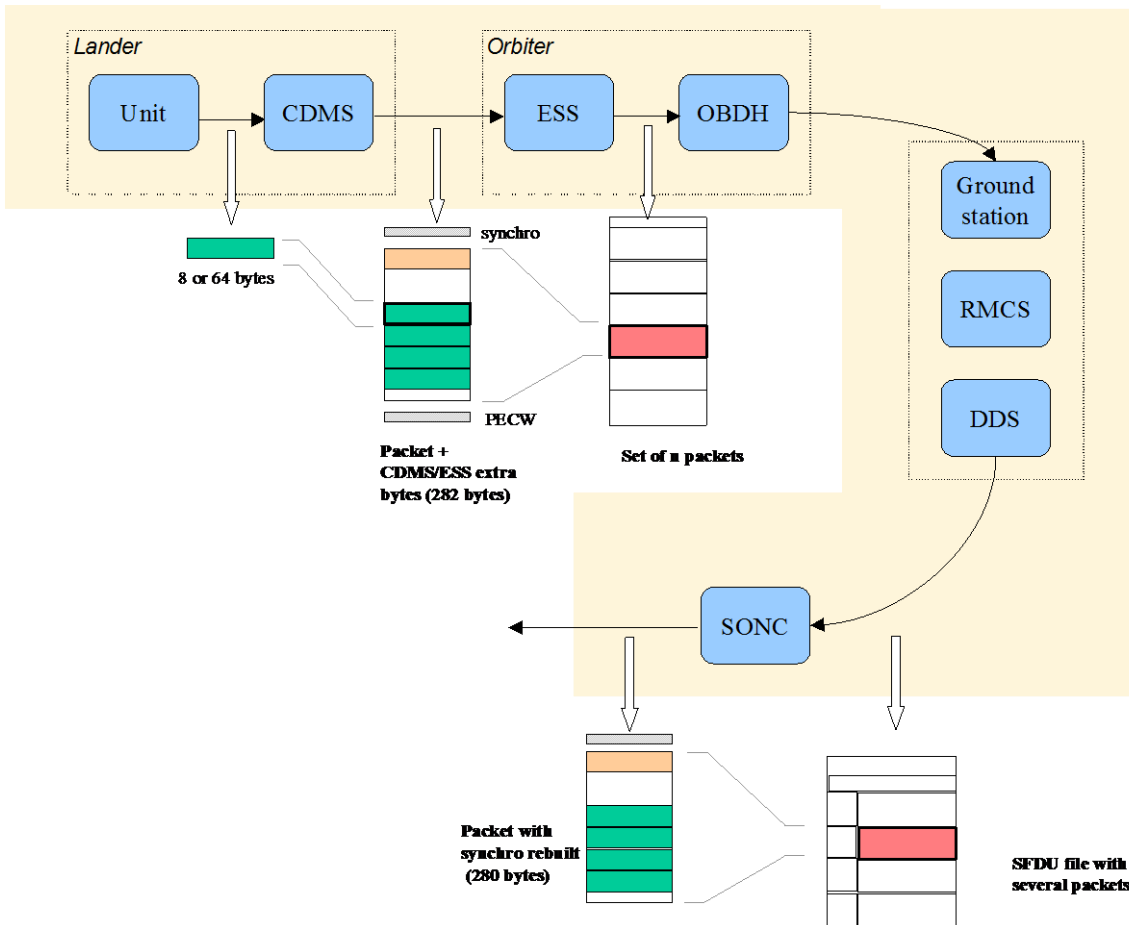 Lander
Orbiter
Unit
CDMS
ESS
OBDH
Ground
station
RMCS
DDS
synchro
8 or 64 bytes
PECW
Packet +
CDMS/ESS extra
bytes (282 bytes)
Set of n packets
SONC
Packet with
synchro rebuilt
(280 bytes)
SFDU file with
several packets